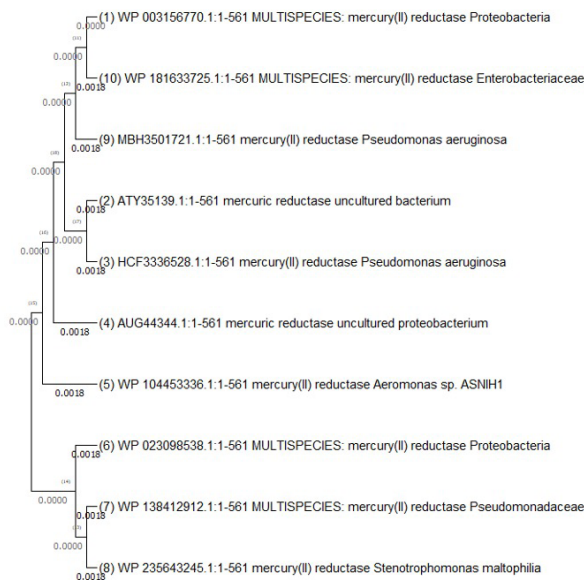 0.0000
(1) WP 003156770.1:1-561 MULTISPECIES: mercury(II) reductase Proteobacteria
0.0000
0.0018
(10) WP 181633725.1:1-561 MULTISPECIES: mercury(II) reductase Enterobacteriaceae
0.0000
0.0018
(9) MBH3501721.1:1-561 mercury(II) reductase Pseudomonas aeruginosa
0.0000
0.0018
(2) ATY35139.1:1-561 mercuric reductase uncultured bacterium
0.0000
0.0000
0.0018
(3) HCF3336528.1:1-561 mercury(II) reductase Pseudomonas aeruginosa
0.0000
0.0018
(4) AUG44344.1:1-561 mercuric reductase uncultured proteobacterium
0.0018
(5) WP 104453336.1:1-561 mercury(II) reductase Aeromonas sp. ASNIH1
0.0018
(6) WP 023098538.1:1-561 MULTISPECIES: mercury(II) reductase Proteobacteria
(14)
0.0000
0.0018
(7) WP 138412912.1:1-561 MULTISPECIES: mercury(II) reductase Pseudomonadaceae
0.0000
0.0018
(8) WP 235643245.1:1-561 mercury(II) reductase Stenotrophomonas maltophilia